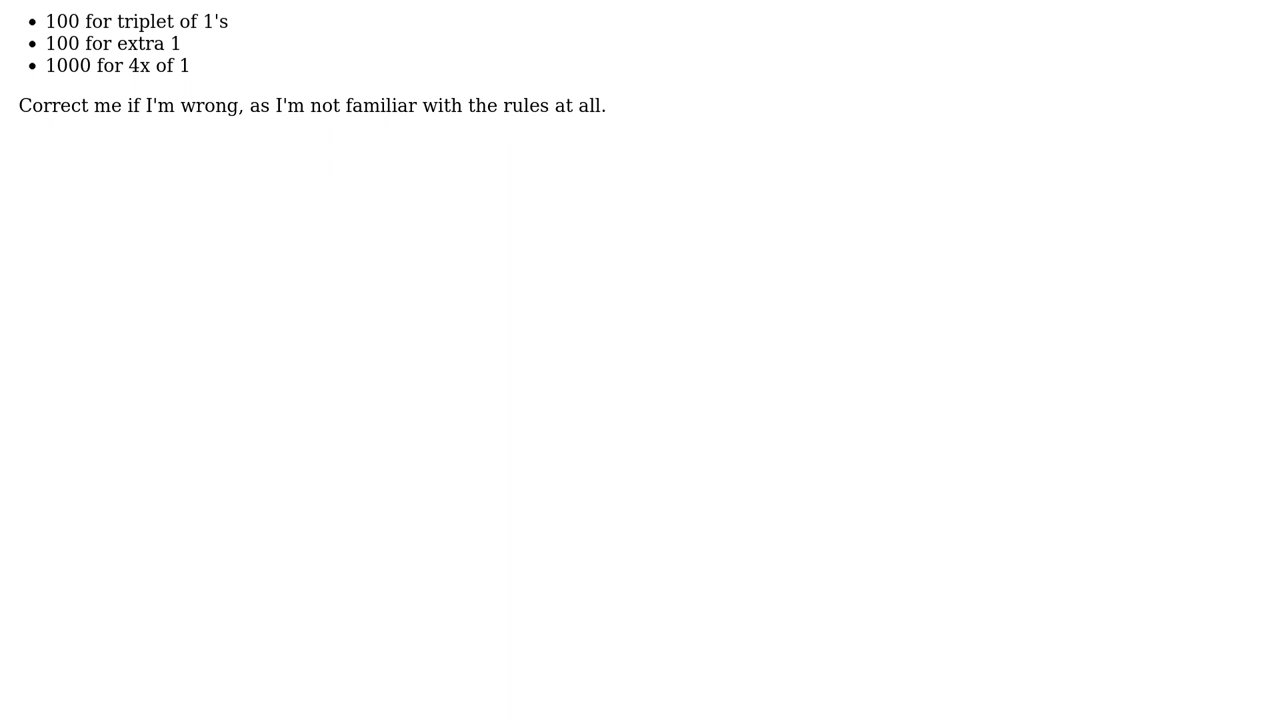 100 for triplet of 1's
100 for extra 1
1000 for 4x of 1
Correct me if I'm wrong, as I'm not familiar with the rules at all.